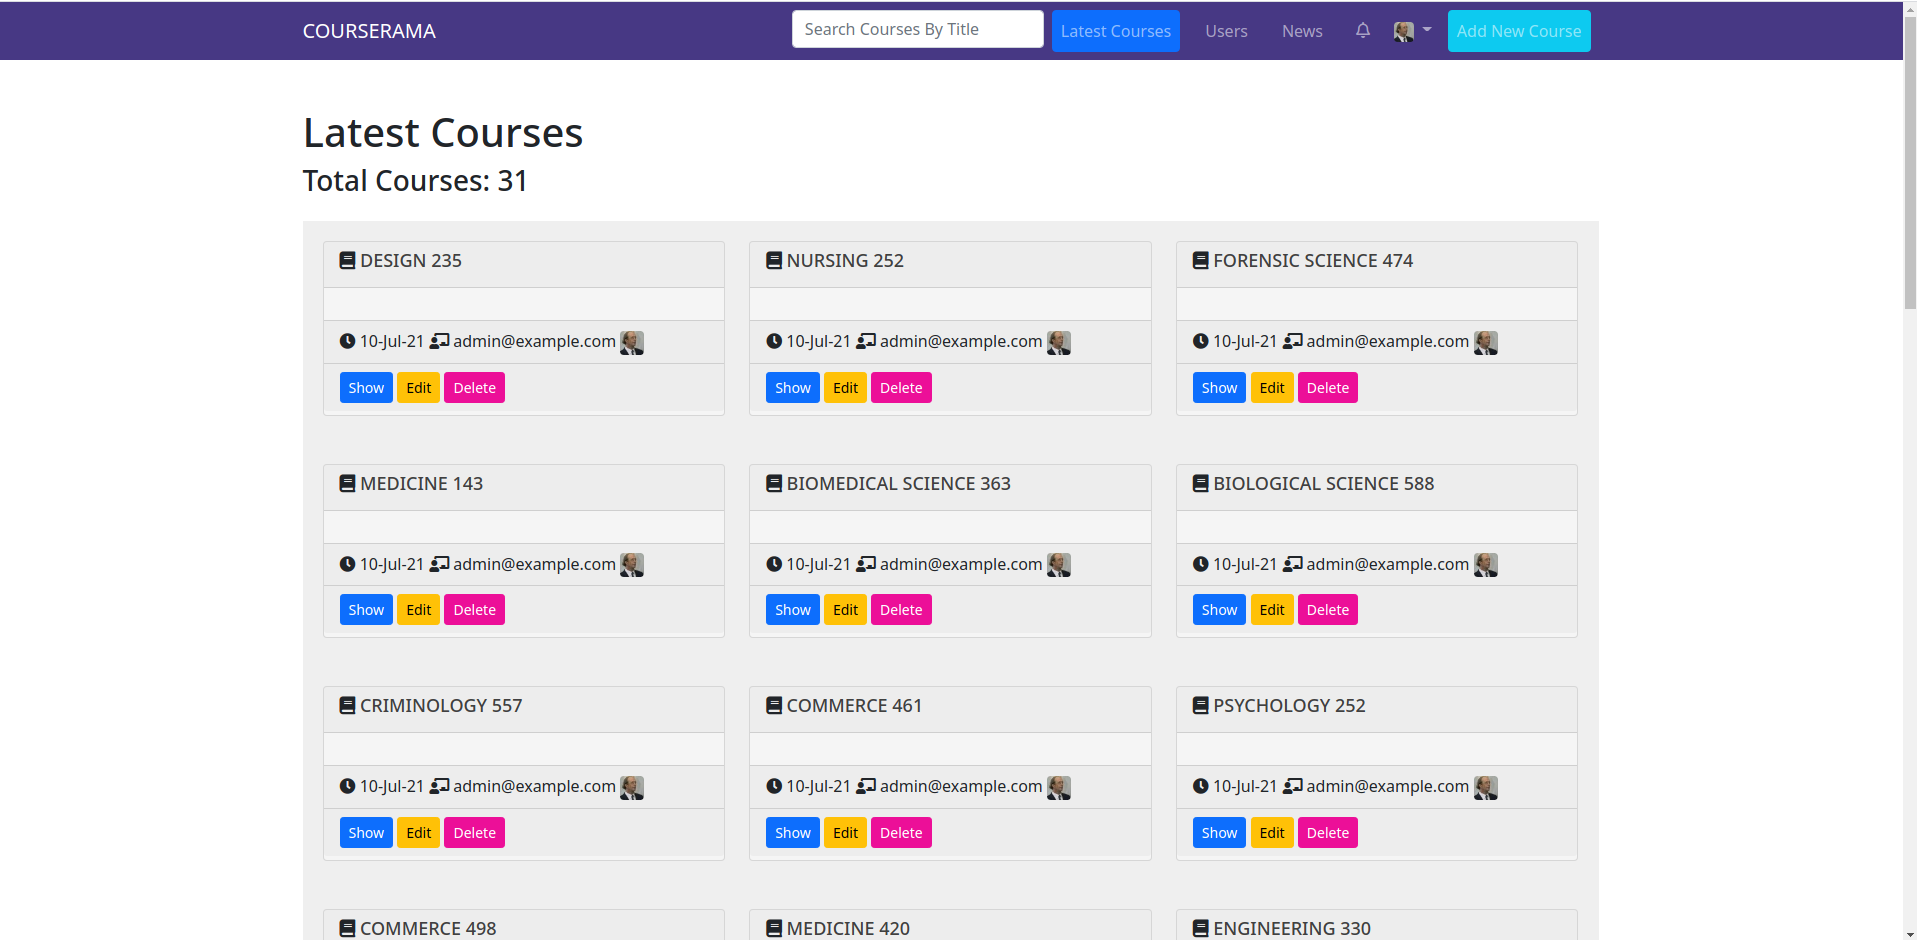 COURSERAMA Search Courses By Title Latest Courses Users News Add New Course
Latest Courses
Total Courses: 31
DESIGN 235 NURSING 252 FORENSIC SCIENCE 474
10-Jul-21 admin@example.com 10-Jul-21 admin@example.com 10-Jul-21 admin@example.com
Show Edit Delete Show Edit Delete Show Edit Delete
MEDICINE 143 BIOMEDICAL SCIENCE 363 BIOLOGICAL SCIENCE 588
10-Jul-21 admin@example.com 10-Jul-21 admin@example.com 10-Jul-21 admin@example.com
Show Edit Delete Show Edit Delete Show Edit Delete
CRIMINOLOGY 557 COMMERCE 461 PSYCHOLOGY 252
10-Jul-21 admin@example.com 10-Jul-21 admin@example.com 10-Jul-21 admin@example.com
Show Edit Delete Show Edit Delete Show Edit Delete
COMMERCE 498 MEDICINE 420 ENGINEERING 330